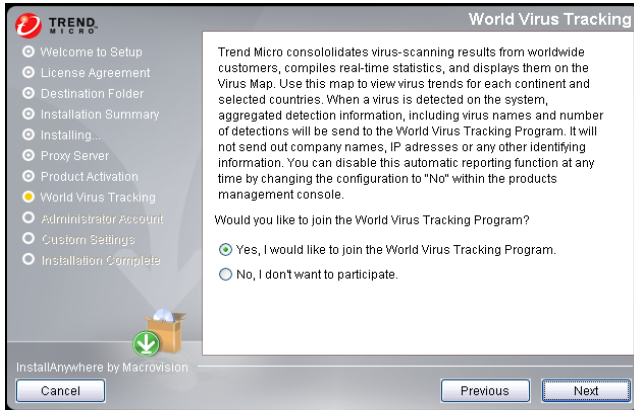 TREND
MICRO
World Virus Tracking
Welcome to Setup
License Agreement
Destination Folder
Installation Summary
Installing...
Proxy Server
Product Activation
World Virus Tracking
Administrator Account
Custom Settings
Installation Complete
Trend Micro consololidates virus-scanning results from worldwide
customers, compiles real-time statistics, and displays them on the
Virus Map. Use this map to view virus trends for each continent and
selected countries. When a virus is detected on the system,
aggregated detection information, including virus names and number
of detections will be send to the World Virus Tracking Program. It will
not send out company names, IP adresses or any other identifying
information. You can disable this automatic reporting function at any
time by changing the configuration to "No" within the products
management console.
Would you like to join the World Virus Tracking Program?
Yes, I would like to join the World Virus Tracking Program.
No, I don't want to participate.
InstallAnywhere by Macrovision
Cancel
Previous
Next